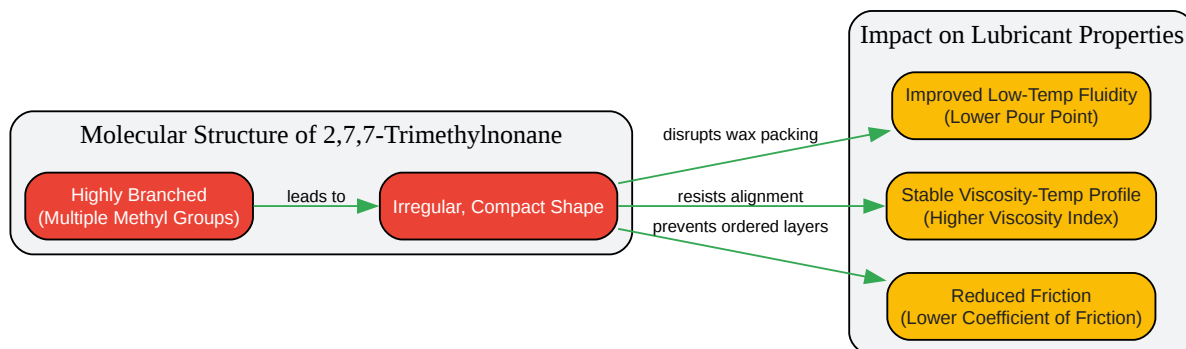 Impact on Lubricant Properties
Improved Low-Temp Fluidity
(Lower Pour Point)
Molecular Structure of 2,7,7-Trimethylnonane
disrupts wax packing
Highly Branched
(Multiple Methyl Groups)
leads to
Irregular, Compact Shape
resists alignment
Stable Viscosity-Temp Profile
(Higher Viscosity Index)
prevents ordered layers
Reduced Friction
(Lower Coefficient of Friction)